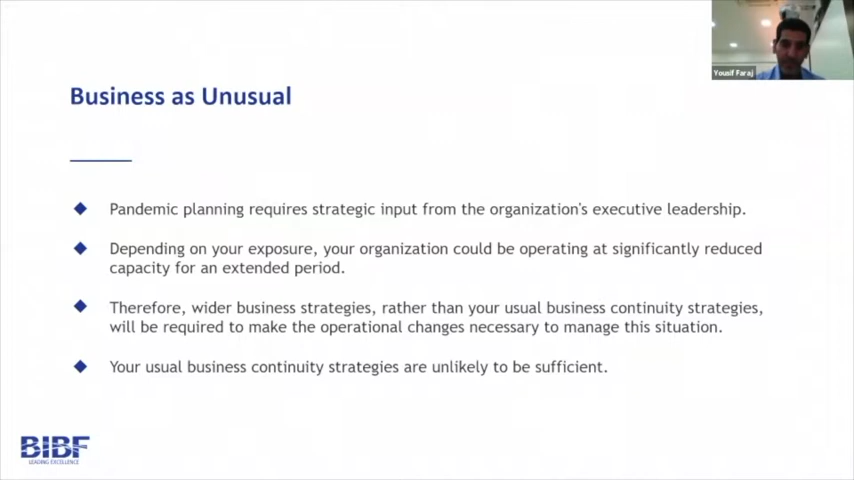 Yousif Faraj
Business as Unusual
Pandemic planning requires strategic input from the organization's executive leadership.
Depending on your exposure, your organization could be operating at significantly reduced
capacity for an extended period.
Therefore, wider business strategies, rather than your usual business continuity strategies,
will be required to make the operational changes necessary to manage this situation.
Your usual business continuity strategies are unlikely to be sufficient.
BIBF
LEADING EXCELLENCE